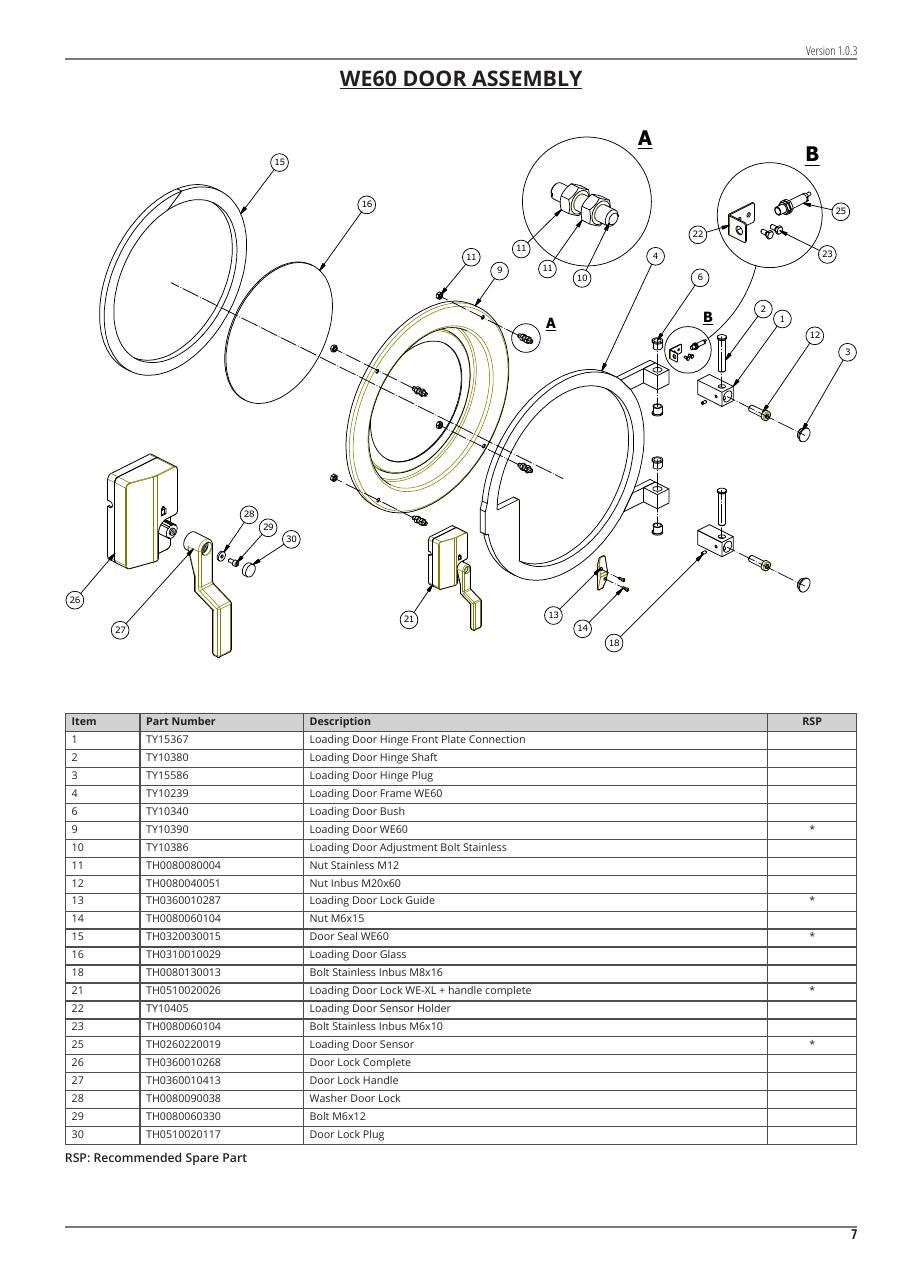 Version 1.0.3
WE60 DOOR ASSEMBLY
A
B
15
16
25
22
23
11
11
10
11
9
4
6
A
B
2
1
12
3
28
29
30
26
27
21
13
14
18
Item Part Number Description RSP
1 TY15367 Loading Door Hinge Front Plate Connection
2 TY10380 Loading Door Hinge Shaft
3 TY15586 Loading Door Hinge Plug
4 TY10239 Loading Door Frame WE60
6 TY10340 Loading Door Bush
9 TY10390 Loading Door WE60 *
10 TY10386 Loading Door Adjustment Bolt Stainless
11 TH0080080004 Nut Stainless M12
12 TH0080040051 Nut Inbus M20x60
13 TH0360010287 Loading Door Lock Guide *
14 TH0080060104 Nut M6x15
15 TH0320030015 Door Seal WE60 *
16 TH0310010029 Loading Door Glass
18 TH0080130013 Bolt Stainless Inbus M8x16
21 TH0510020026 Loading Door Lock WE-XL + handle complete *
22 TY10405 Loading Door Sensor Holder
23 TH0080060104 Bolt Stainless Inbus M6x10
25 TH0260220019 Loading Door Sensor *
26 TH0360010268 Door Lock Complete
27 TH0360010413 Door Lock Handle
28 TH0080090038 Washer Door Lock
29 TH0080060330 Bolt M6x12
30 TH0510020117 Door Lock Plug
RSP: Recommended Spare Part
7